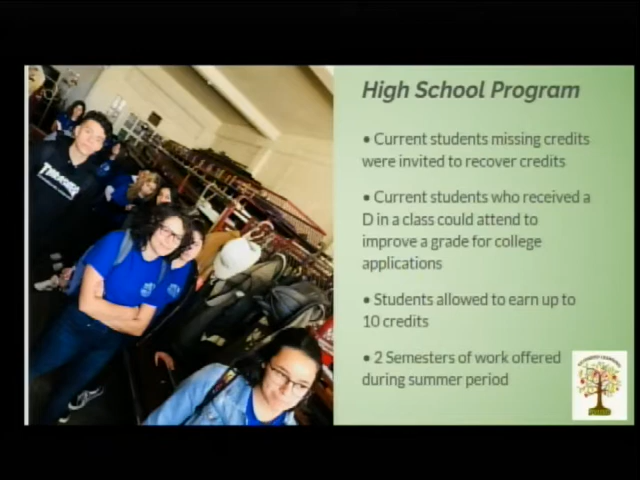 High School Program
• Current students missing credits
were invited to recover credits
• Current students who received a
D in a class could attend to
improve a grade for college
applications
• Students allowed to earn up to
10 credits
• 2 Semesters of work offered
during summer period
THRASHER